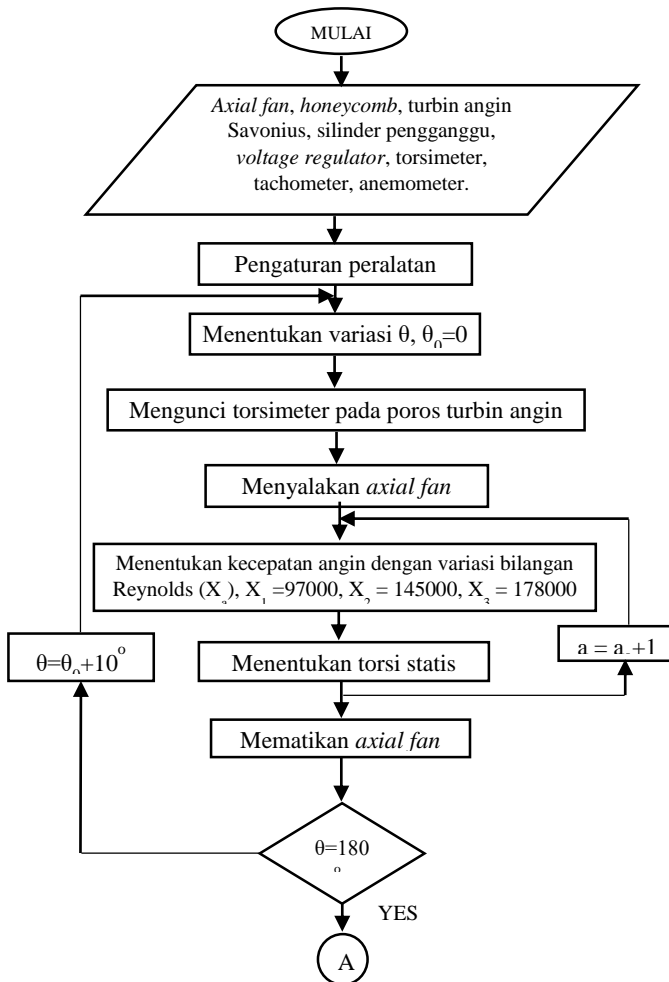 MULAI
Axial fan, honeycomb, turbin angin
Savonius, silinder pengganggu,
voltage regulator, torsimeter,
tachometer, anemometer.
Pengaturan peralatan
Menentukan variasi θ, θ₀=0
Mengunci torsimeter pada poros turbin angin
Menyalakan axial fan
Menentukan kecepatan angin dengan variasi bilangan
Reynolds (Xₐ), X₁ =97000, X₂ = 145000, X₃ = 178000
θ=θ₀+10°
Menentukan torsi statis
a = a₀+1
Mematikan axial fan
θ=180
°
YES
A